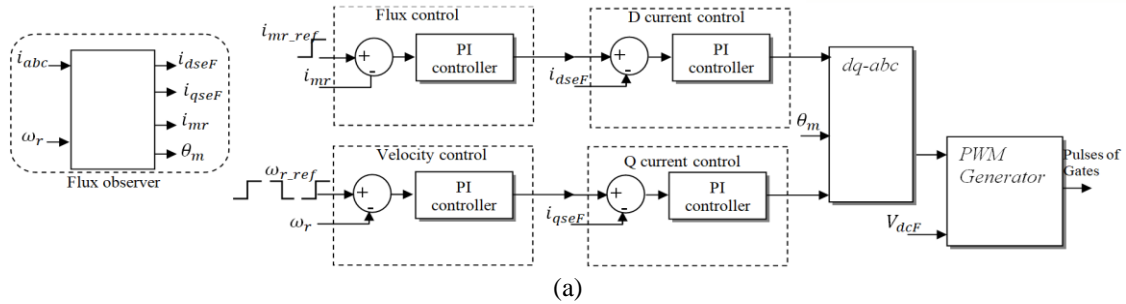 i_abc
ω_r
i_dseF
i_qseF
i_mr
θ_m
Flux observer
Flux control
i_mr_ref
+
-
i_mr
PI
controller
D current control
+
-
i_dseF
PI
controller
Velocity control
ω_r_ref
+
-
ω_r
PI
controller
Q current control
+
-
i_qseF
PI
controller
dq-abc
θ_m
PWM
Generator
V_dcF
Pulses of
Gates
(a)